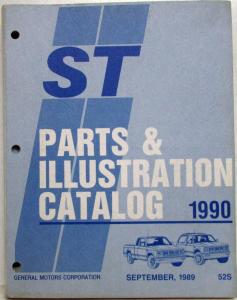 ST
PARTS &
ILLUSTRATION
CATALOG 1990
GENERAL MOTORS CORPORATION SEPTEMBER, 1989 52S